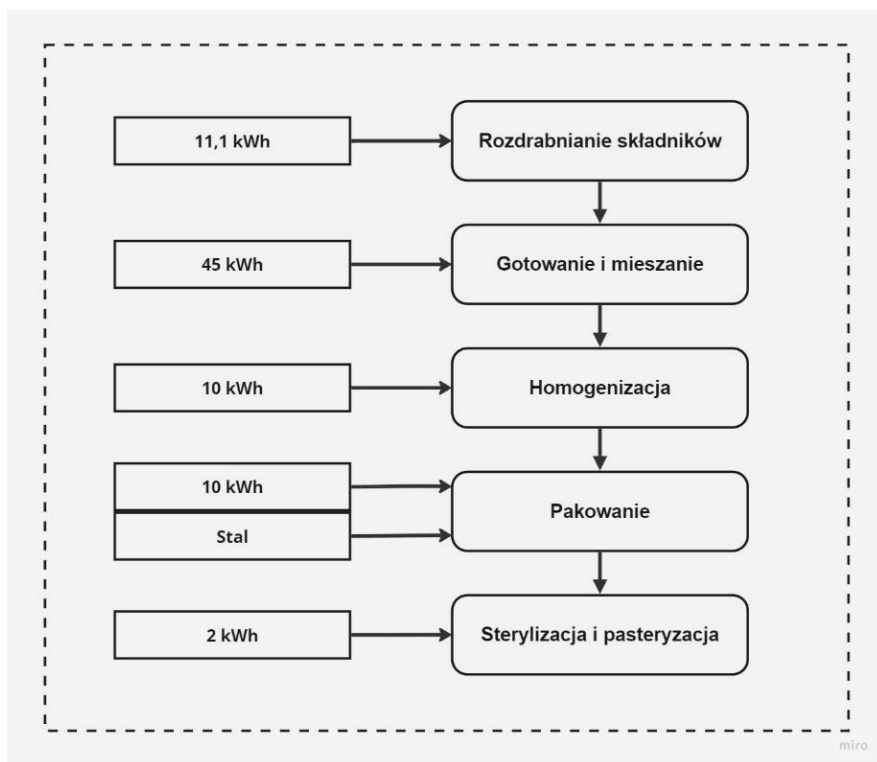 11,1 kWh
Rozdrabnianie składników
45 kWh
Gotowanie i mieszanie
10 kWh
Homogenizacja
10 kWh
Stal
Pakowanie
2 kWh
Sterylizacja i pasteryzacja
miro